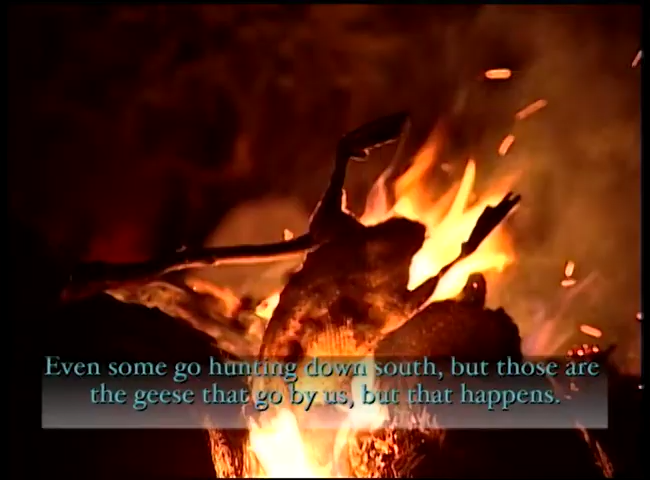 Even some go hunting down south, but those are
the geese that go by us, but that happens.